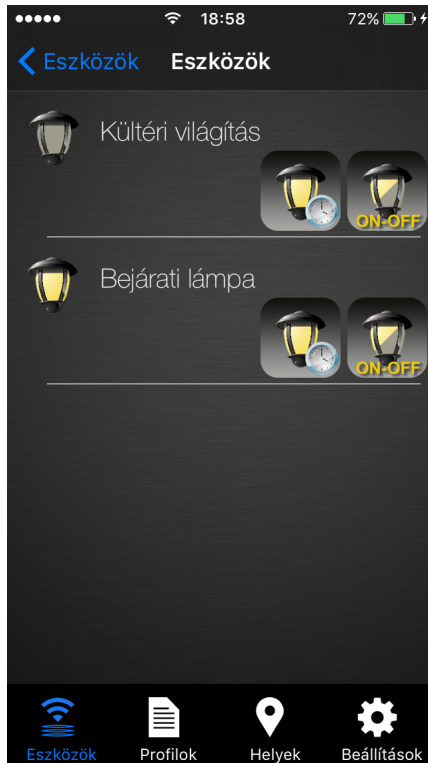 18:58
72%
Eszközök
Eszközök
Kültéri világítás
ON-OFF
Bejárati lámpa
ON-OFF
Eszközök
Profilok
Helyek
Beállítások